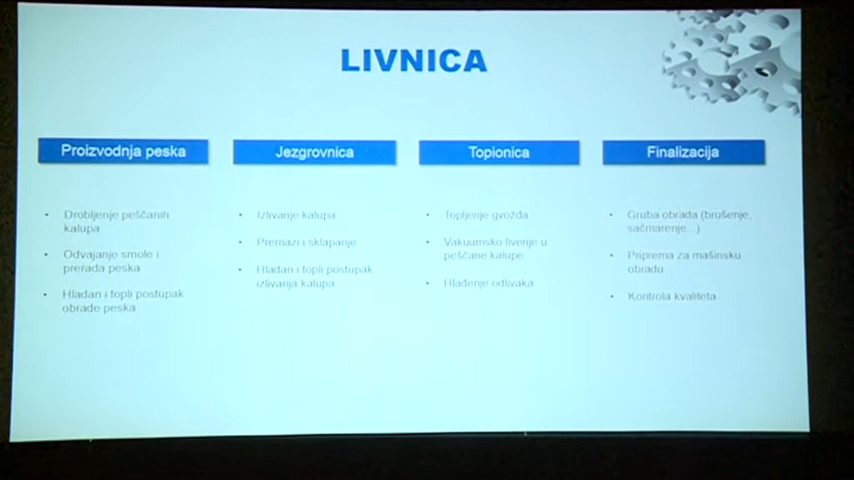 LIVNICA
Proizvodnja peska
Drobljenje peščanih
kalupa
Odvajanje smole i
prerada peska
Hladan i topli postupak
obrade peska
Jezgrovnica
Izlivanje kalupa
Premazi i sklapanje
Hladan i topli postupak
izlivanja kalupa
Topionica
Topljenje gvožđa
Vakuumsko livenje u
peščane kalupe
Hlađenje odlivaka
Finalizacija
Gruba obrada (brušenje,
sačmarenje...)
Priprema za mašinsku
obradu
Kontrola kvaliteta